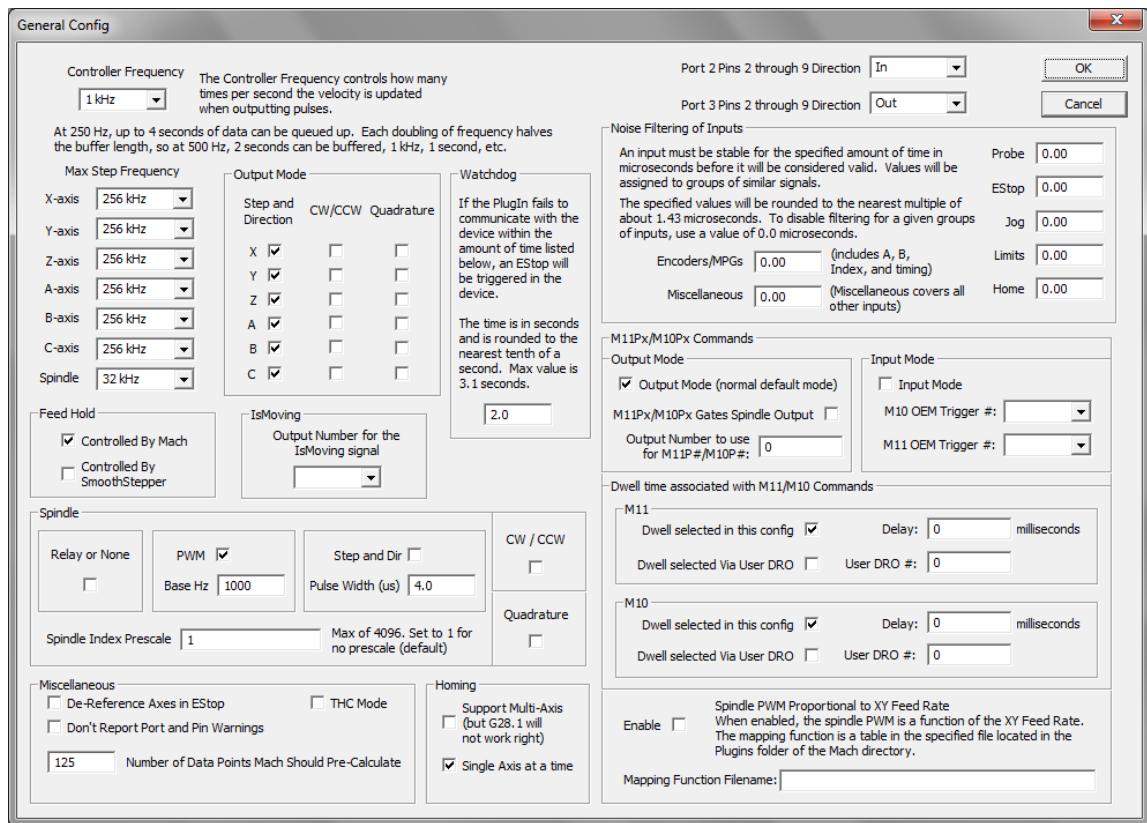 General Config
Controller Frequency
1 kHz
The Controller Frequency controls how many
times per second the velocity is updated
when outputting pulses.
At 250 Hz, up to 4 seconds of data can be queued up. Each doubling of frequency halves
the buffer length, so at 500 Hz, 2 seconds can be buffered, 1 kHz, 1 second, etc.
Port 2 Pins 2 through 9 Direction In
Port 3 Pins 2 through 9 Direction Out
OK
Cancel
Max Step Frequency
X-axis 256 kHz
Y-axis 256 kHz
Z-axis 256 kHz
A-axis 256 kHz
B-axis 256 kHz
C-axis 256 kHz
Spindle 32 kHz
Output Mode
Step and
Direction
CW/CCW Quadrature
X
Y
Z
A
B
C
Watchdog
If the PlugIn fails to
communicate with the
device within the
amount of time listed
below, an EStop will
be triggered in the
device.
The time is in seconds
and is rounded to the
nearest tenth of a
second. Max value is
3.1 seconds.
2.0
Noise Filtering of Inputs
An input must be stable for the specified amount of time in
microseconds before it will be considered valid. Values will be
assigned to groups of similar signals.
The specified values will be rounded to the nearest multiple of
about 1.43 microseconds. To disable filtering for a given groups
of inputs, use a value of 0.0 microseconds.
Encoders/MPGs 0.00
(includes A, B,
Index, and timing)
Miscellaneous 0.00
(Miscellaneous covers all
other inputs)
Probe 0.00
EStop 0.00
Jog 0.00
Limits 0.00
Home 0.00
Feed Hold
Controlled By Mach
Controlled By
SmoothStepper
IsMoving
Output Number for the
IsMoving signal
M11Px/M10Px Commands
Output Mode
Output Mode (normal default mode)
M11Px/M10Px Gates Spindle Output
Output Number to use
for M11P#/M10P#:
0
Input Mode
Input Mode
M10 OEM Trigger #:
M11 OEM Trigger #:
Dwell time associated with M11/M10 Commands
M11
Dwell selected in this config
Delay: 0 milliseconds
Dwell selected Via User DRO
User DRO #: 0
M10
Dwell selected in this config
Delay: 0 milliseconds
Dwell selected Via User DRO
User DRO #: 0
Spindle
Relay or None
PWM
Base Hz 1000
Step and Dir
Pulse Width (us) 4.0
CW / CCW
Quadrature
Spindle Index Prescale 1
Max of 4096. Set to 1 for
no prescale (default)
Miscellaneous
De-Reference Axes in EStop
THC Mode
Don't Report Port and Pin Warnings
125 Number of Data Points Mach Should Pre-Calculate
Homing
Support Multi-Axis
(but G28.1 will
not work right)
Single Axis at a time
Enable
Spindle PWM Proportional to XY Feed Rate
When enabled, the spindle PWM is a function of the XY Feed Rate.
The mapping function is a table in the specified file located in the
Plugins folder of the Mach directory.
Mapping Function Filename: